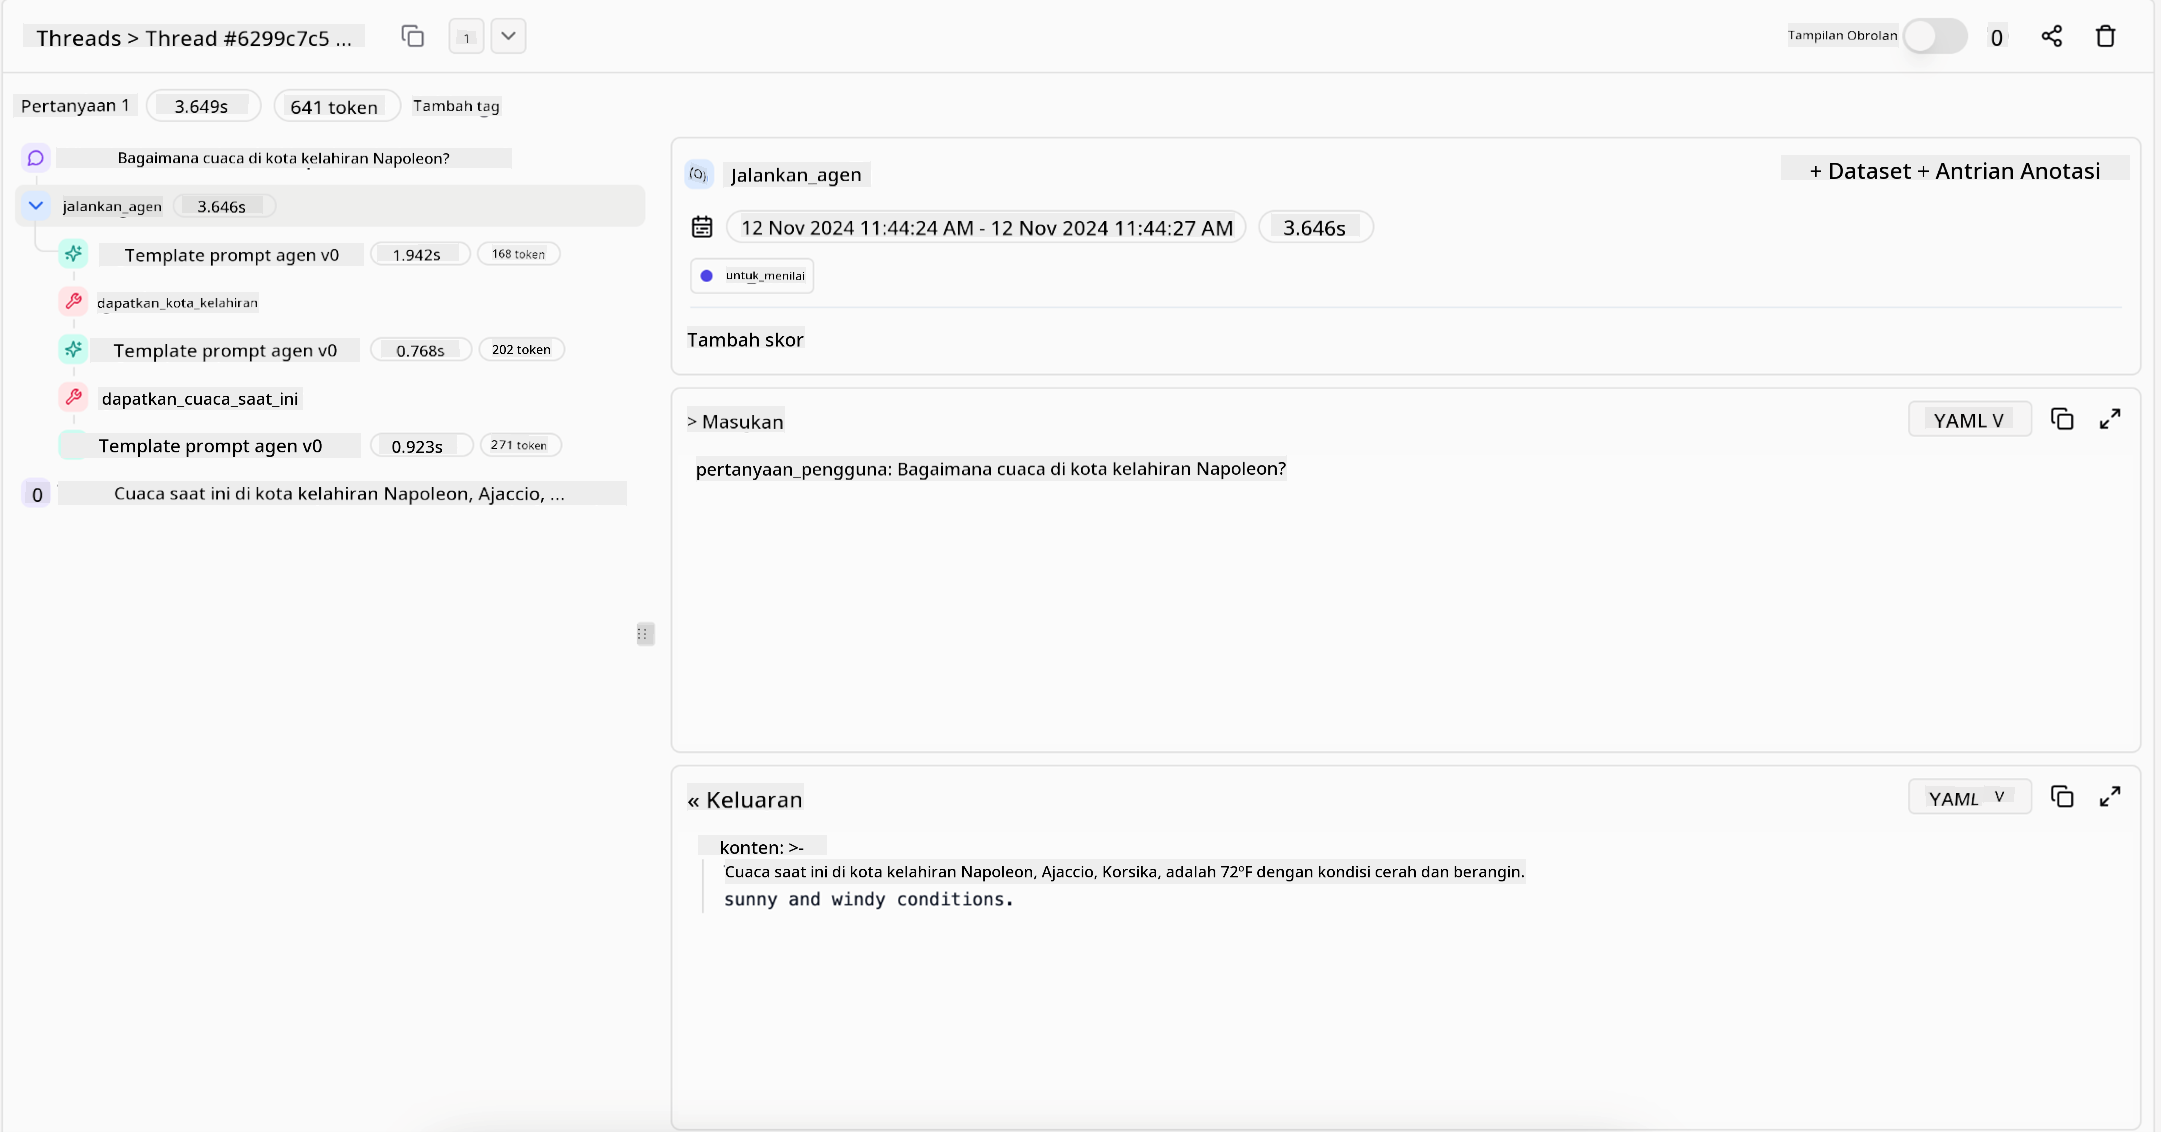 Threads > Thread #6299c7c5 ...
1
Tampilan Obrolan
0
Pertanyaan 1
3.649s
641 token
Tambah tag
Bagaimana cuaca di kota kelahiran Napoleon?
jalankan_agen
3.646s
Template prompt agen v0
1.942s
168 token
dapatkan_kota_kelahiran
Template prompt agen v0
0.768s
202 token
dapatkan_cuaca_saat_ini
Template prompt agen v0
0.923s
271 token
0
Cuaca saat ini di kota kelahiran Napoleon, Ajaccio, ...
Jalankan_agen
+ Dataset + Antrian Anotasi
12 Nov 2024 11:44:24 AM - 12 Nov 2024 11:44:27 AM
3.646s
untuk_menilai
Tambah skor
> Masukan
YAML V
pertanyaan_pengguna: Bagaimana cuaca di kota kelahiran Napoleon?
« Keluaran
YAML V
konten: >-
Cuaca saat ini di kota kelahiran Napoleon, Ajaccio, Korsika, adalah 72ºF dengan kondisi cerah dan berangin.
sunny and windy conditions.